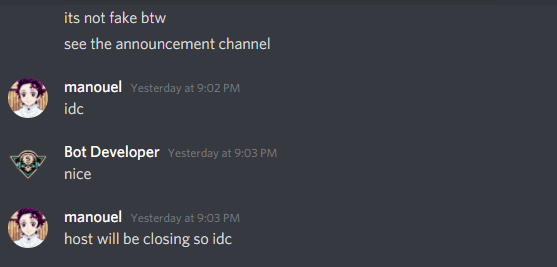 its not fake btw
see the announcement channel
manouel Yesterday at 9:02 PM
idc
Bot Developer Yesterday at 9:03 PM
nice
manouel Yesterday at 9:03 PM
host will be closing so idc